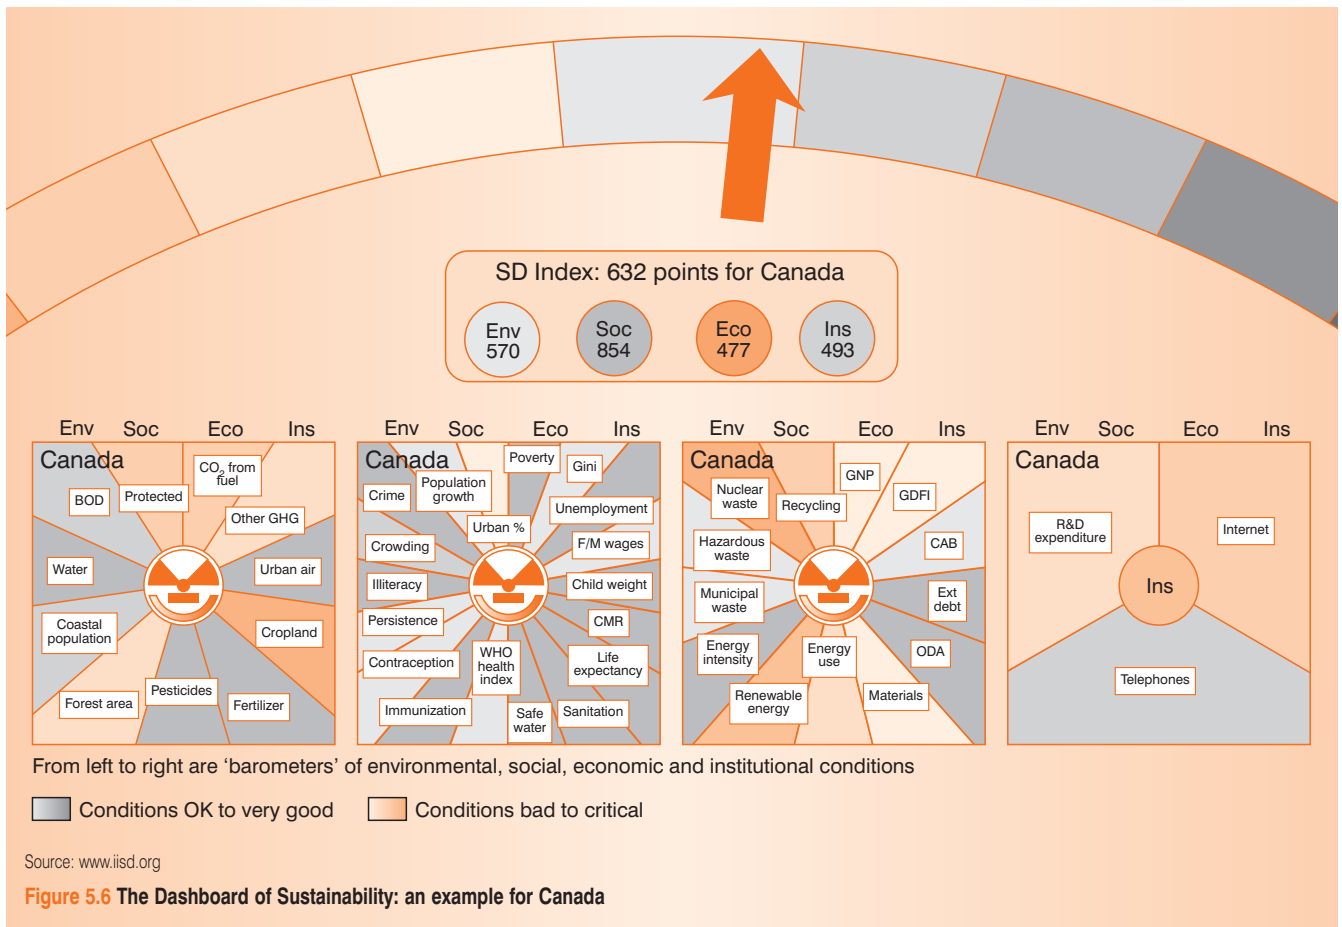 SD Index: 632 points for Canada
Env
570
Soc
854
Eco
477
Ins
493
Env Soc Eco Ins
Canada
CO2 from
fuel
BOD
Protected
Other GHG
Water
Urban air
Coastal
population
Cropland
Forest area
Pesticides
Fertilizer
Env Soc Eco Ins
Canada
Poverty
Gini
Crime
Population
growth
Urban %
Unemployment
Crowding
F/M wages
Illiteracy
Child weight
Persistence
CMR
Contraception
WHO
health
index
Life
expectancy
Immunization
Safe
water
Sanitation
Env Soc Eco Ins
Canada
GNP
Nuclear
waste
Recycling
GDFI
Hazardous
waste
CAB
Municipal
waste
Ext
debt
Energy
intensity
Energy
use
ODA
Renewable
energy
Materials
Env Soc Eco Ins
Canada
R&D
expenditure
Internet
Ins
Telephones
From left to right are ‘barometers’ of environmental, social, economic and institutional conditions
Conditions OK to very good
Conditions bad to critical
Source: www.iisd.org
Figure 5.6 The Dashboard of Sustainability: an example for Canada